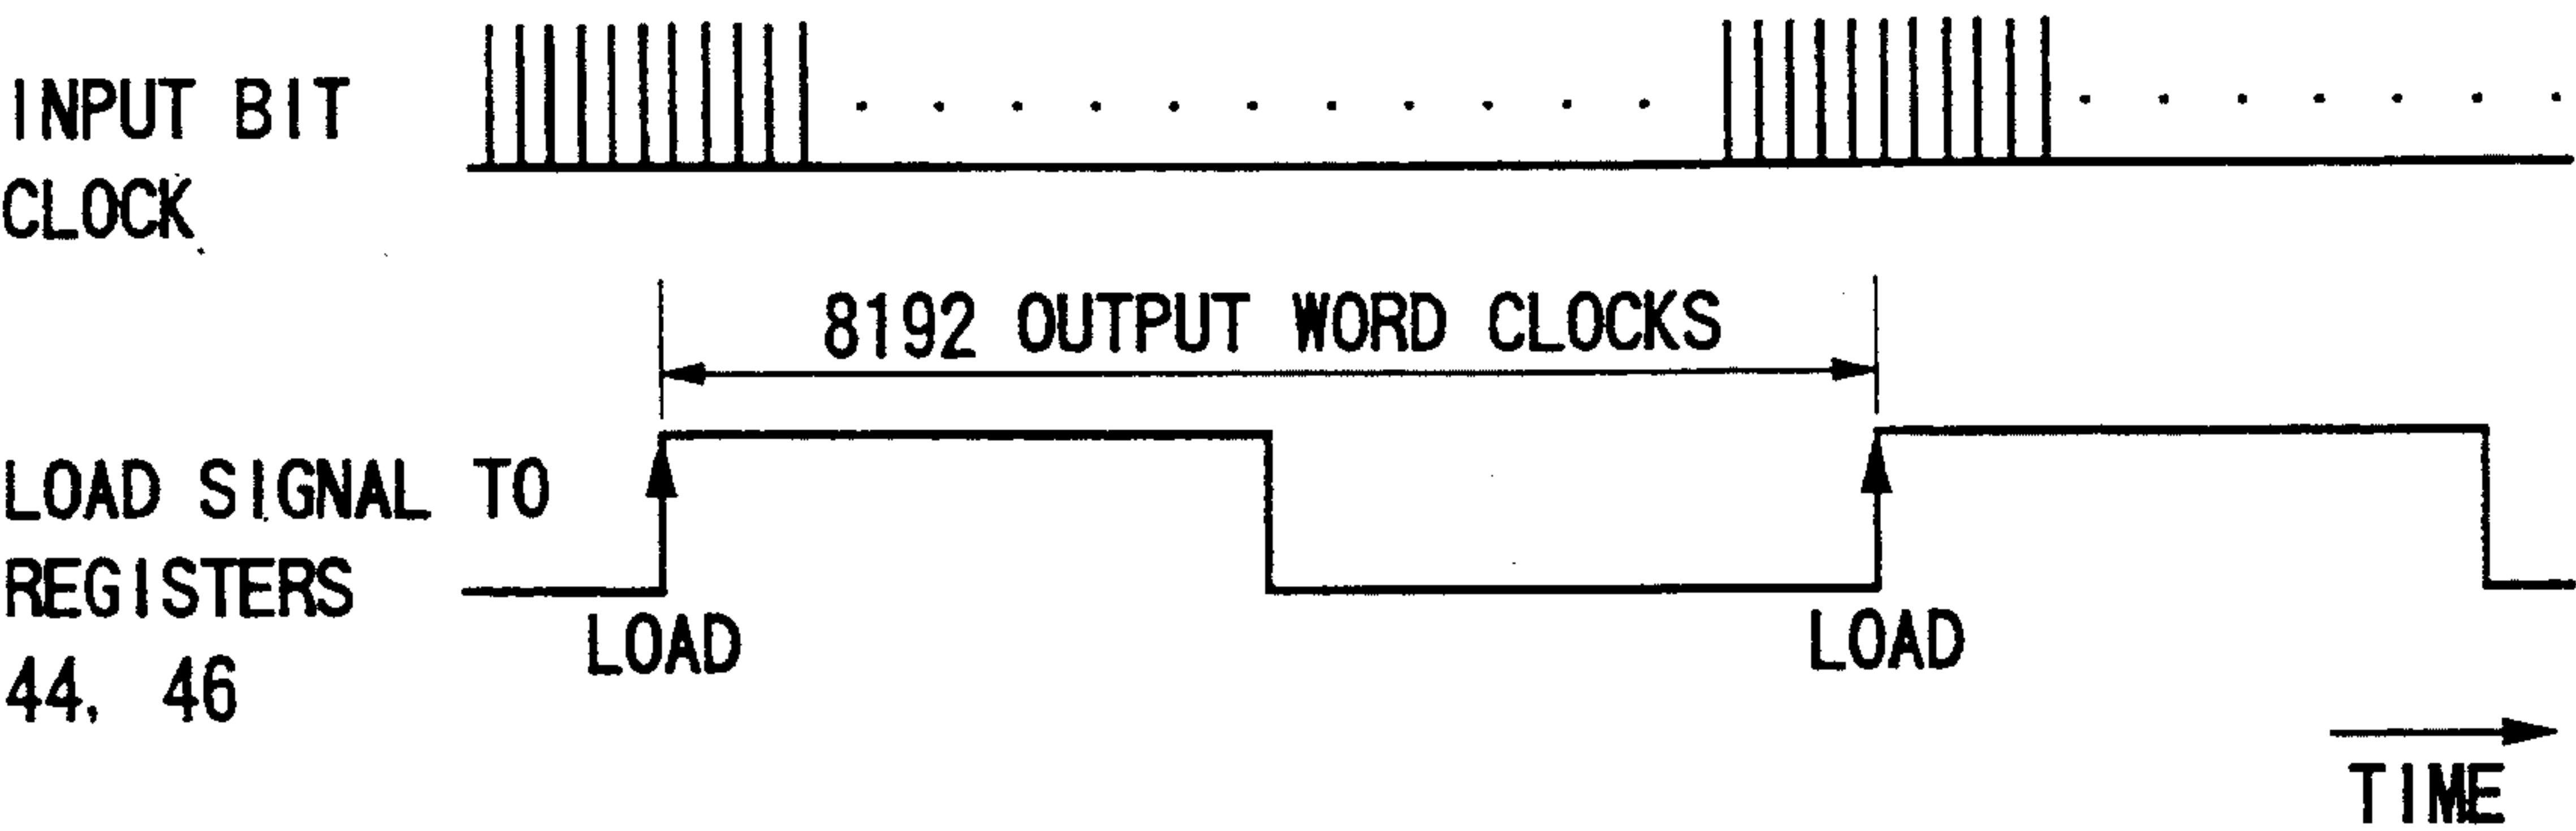 INPUT BIT
CLOCK
8192 OUTPUT WORD CLOCKS
LOAD SIGNAL TO
REGISTERS
44, 46
LOAD
LOAD
TIME